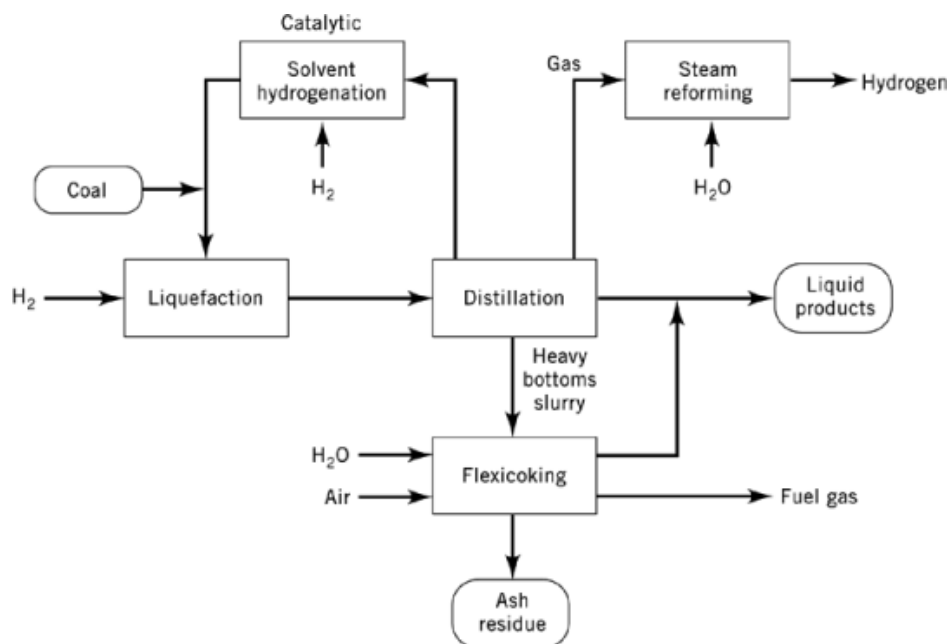 Catalytic
Solvent
hydrogenation
Gas
Steam
reforming
Hydrogen
H₂
H₂O
Coal
H₂
Liquefaction
Distillation
Liquid
products
Heavy
bottoms
slurry
H₂O
Air
Flexicoking
Fuel gas
Ash
residue